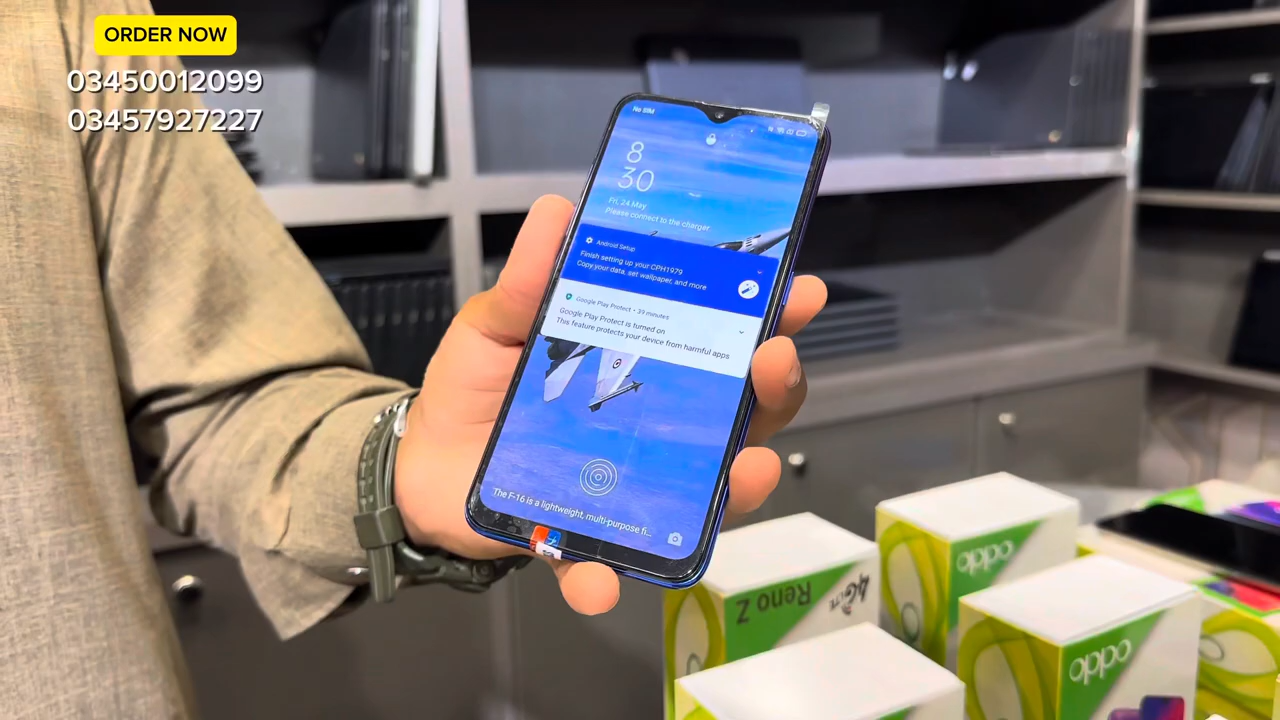 ORDER NOW
03450012099
03457927227
No SIM
8
30
Fri, 24 May
Please connect to the charger
Android Setup
Finish setting up your CPH1979
Copy your data, set wallpaper, and more
Google Play Protect • 39 minutes
Google Play Protect is turned on
This feature protects your device from harmful apps
The F-16 is a lightweight, multi-purpose fi...
oppo
Reno Z
4G LTE
oppo